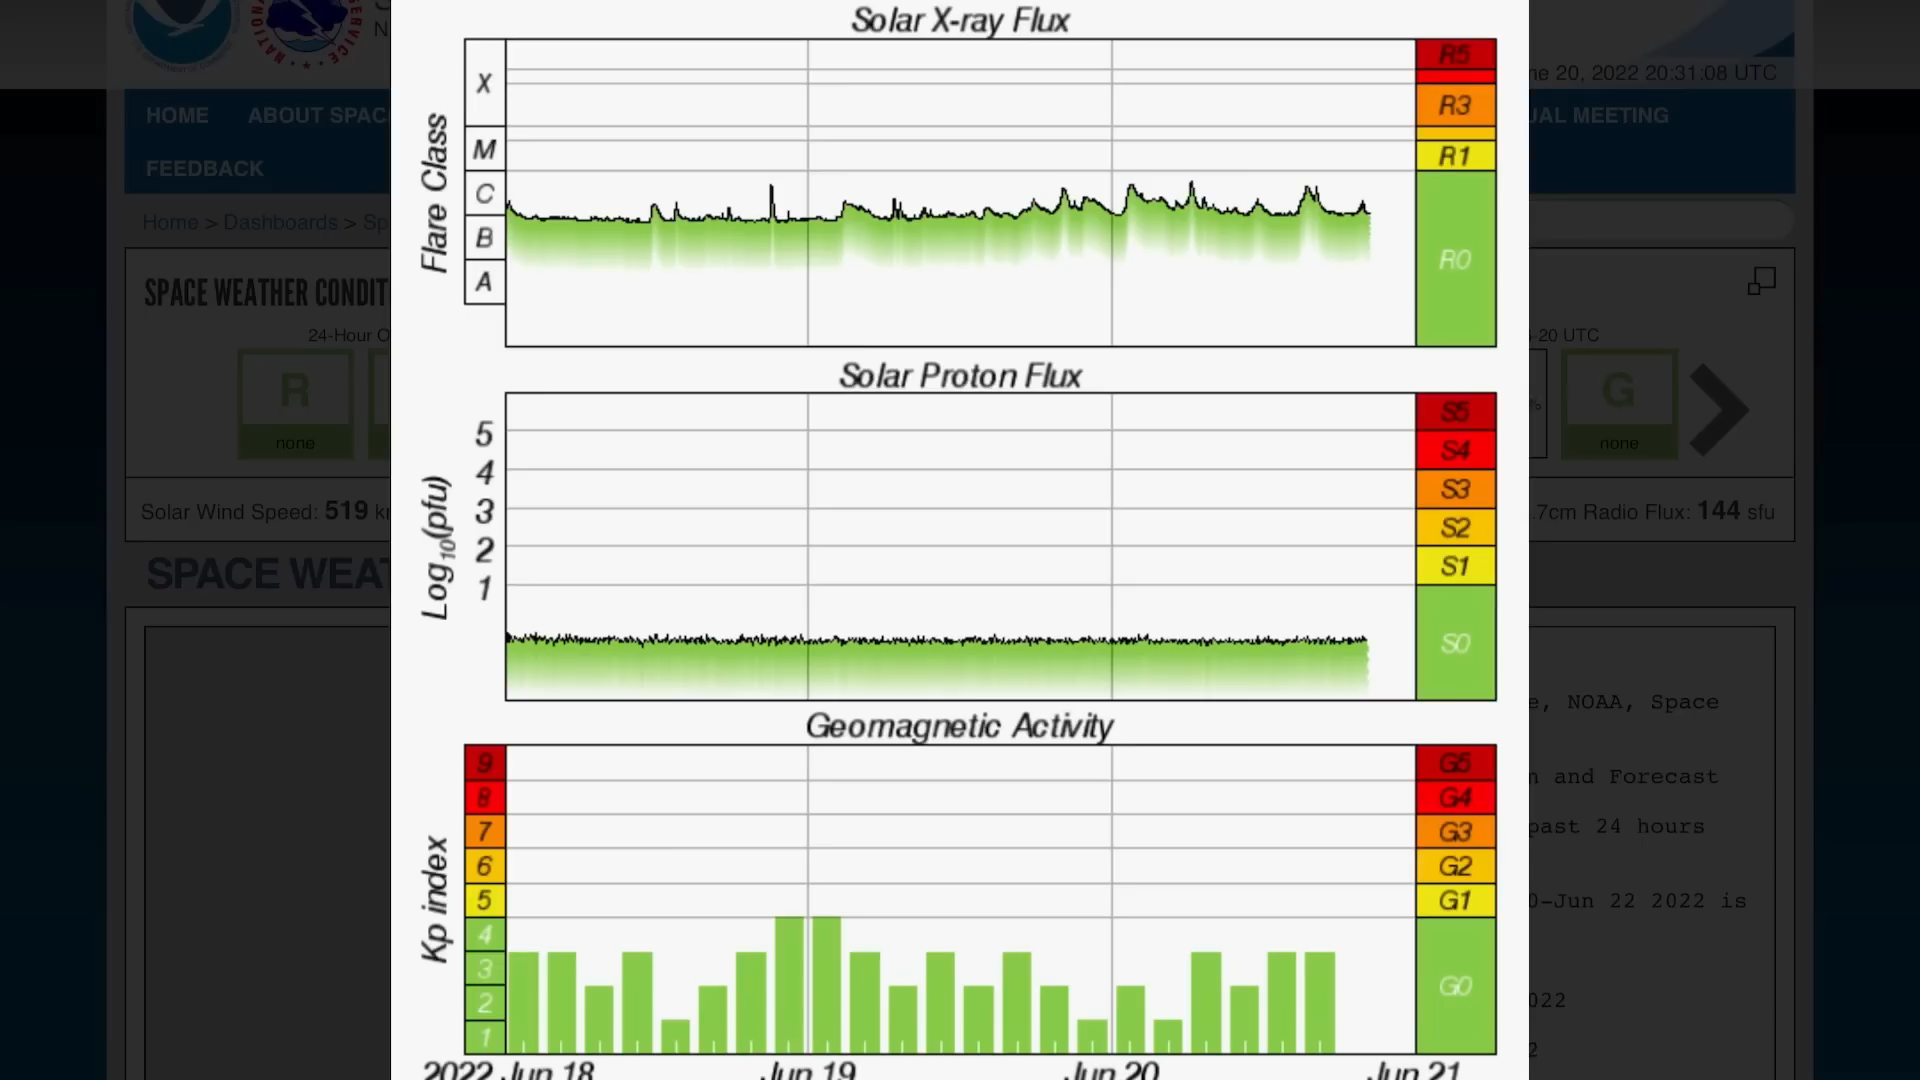 Solar X-ray Flux
NATIONAL
SERVICE
ne 20, 2022 20:31:08 UTC
HOME ABOUT SPAC
UAL MEETING
FEEDBACK
Home > Dashboards > Sp
Flare Class
X
M
C
B
A
R5
R3
R1
R0
SPACE WEATHER CONDIT
24-Hour O
-20 UTC
R
none
G
none
Solar Proton Flux
Log10(pfu)
5
4
3
2
1
S5
S4
S3
S2
S1
S0
Solar Wind Speed: 519 k
.7cm Radio Flux: 144 sfu
SPACE WEAT
e, NOAA, Space
n and Forecast
past 24 hours
0-Jun 22 2022 is
022
2
Geomagnetic Activity
Kp index
9
8
7
6
5
4
3
2
1
G5
G4
G3
G2
G1
G0
2022 Jun 18 Jun 19 Jun 20 Jun 21